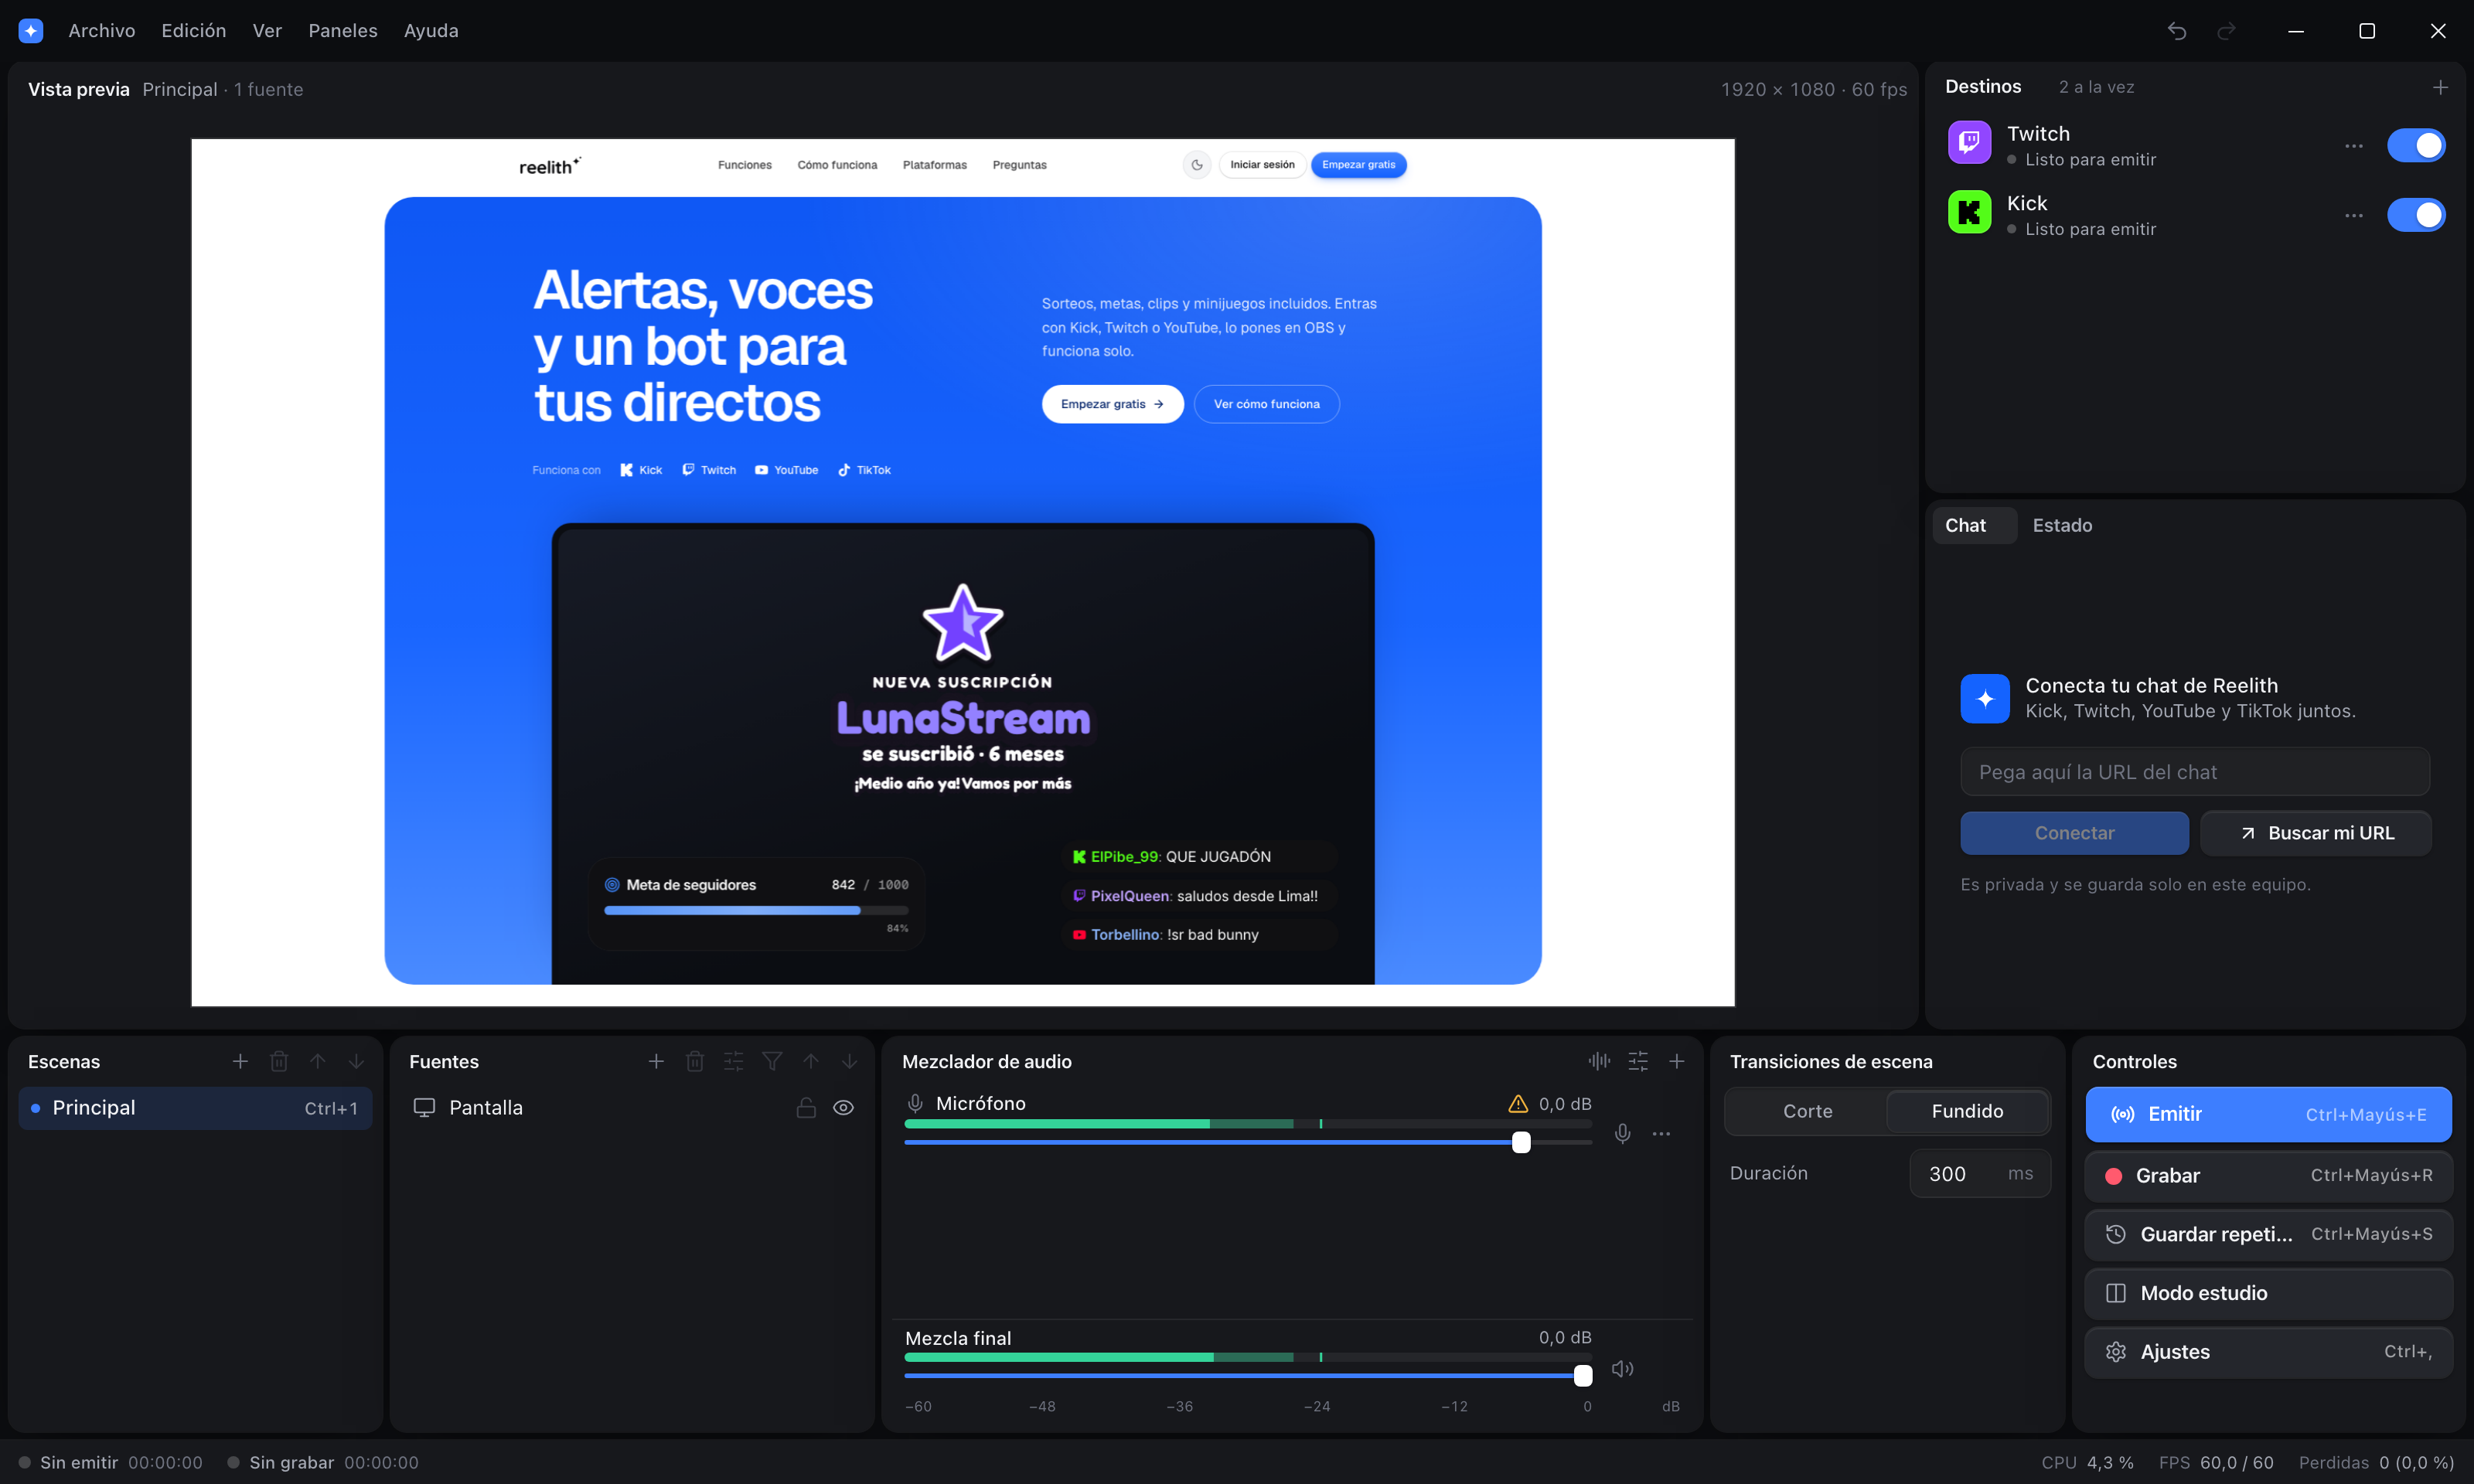 Archivo Edición Ver Paneles Ayuda
Vista previa Principal · 1 fuente 1920 × 1080 · 60 fps
reelith Funciones Cómo funciona Plataformas Preguntas Iniciar sesión Empezar gratis
Alertas, voces
y un bot para
tus directos
Sorteos, metas, clips y minijuegos incluidos. Entras
con Kick, Twitch o YouTube, lo pones en OBS y
funciona solo.
Empezar gratis → Ver cómo funciona
Funciona con Kick Twitch YouTube TikTok
NUEVA SUSCRIPCIÓN
LunaStream
se suscribió · 6 meses
¡Medio año ya! Vamos por más
Meta de seguidores 842 / 1000
84%
ElPibe_99: QUE JUGADÓN
PixelQueen: saludos desde Lima!!
Torbellino: !sr bad bunny
Destinos 2 a la vez
Twitch
Listo para emitir
Kick
Listo para emitir
Chat Estado
Conecta tu chat de Reelith
Kick, Twitch, YouTube y TikTok juntos.
Pega aquí la URL del chat
Conectar Buscar mi URL
Es privada y se guarda solo en este equipo.
Escenas
Principal Ctrl+1
Fuentes
Pantalla
Mezclador de audio
Micrófono 0,0 dB
Mezcla final 0,0 dB
−60 −48 −36 −24 −12 0 dB
Transiciones de escena
Corte Fundido
Duración 300 ms
Controles
Emitir Ctrl+Mayús+E
Grabar Ctrl+Mayús+R
Guardar repeti... Ctrl+Mayús+S
Modo estudio
Ajustes Ctrl+,
Sin emitir 00:00:00 Sin grabar 00:00:00 CPU 4,3 % FPS 60,0 / 60 Perdidas 0 (0,0 %)